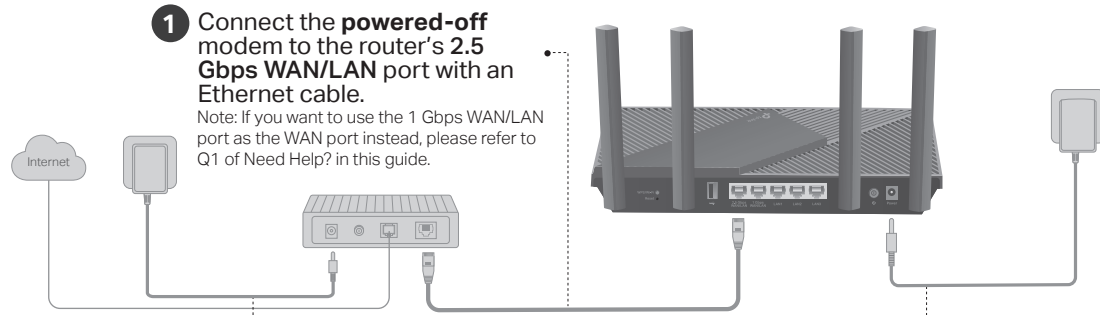 1
Connect the powered-off
modem to the router's 2.5
Gbps WAN/LAN port with an
Ethernet cable.
Note: If you want to use the 1 Gbps WAN/LAN
port as the WAN port instead, please refer to
Q1 of Need Help? in this guide.
Internet